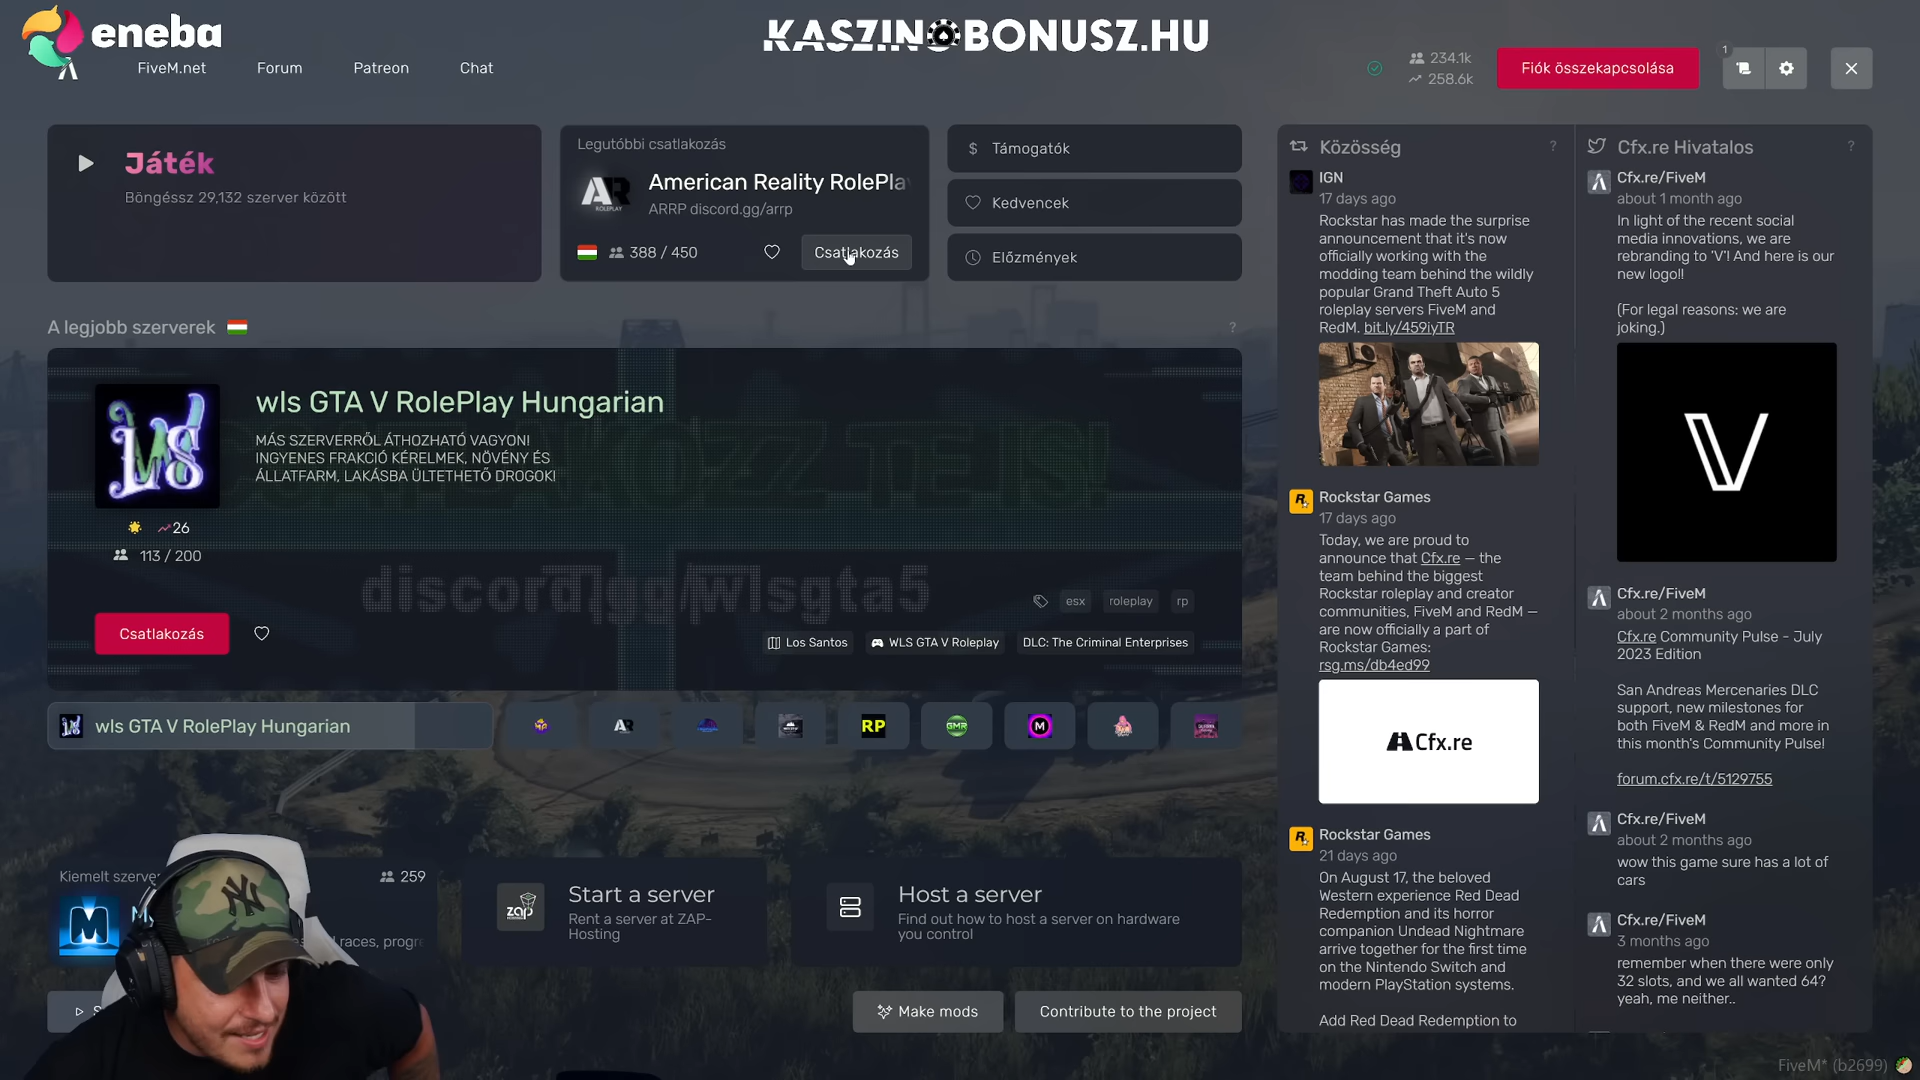 eneba
KASZINOBONUSZ.HU
FiveM.net
Forum
Patreon
Chat
234.1k
258.6k
Fiók összekapcsolása
1
Játék
Böngéssz 29,132 szerver között
Legutóbbi csatlakozás
AR
ROLEPLAY
American Reality RolePla
ARRP discord.gg/arrp
388 / 450
Csatlakozás
$ Támogatók
Kedvencek
Előzmények
A legjobb szerverek
?
wls GTA V RolePlay Hungarian
MÁS SZERVERRŐL ÁTHOZHATÓ VAGYON!
INGYENES FRAKCIÓ KÉRELMEK, NÖVÉNY ÉS
ÁLLATFARM, LAKÁSBA ÜLTETHETŐ DROGOK!
26
113 / 200
discord.gg/wlsgta5
esx
roleplay
rp
Csatlakozás
Los Santos
WLS GTA V Roleplay
DLC: The Criminal Enterprises
wls GTA V RolePlay Hungarian
AR
RP
GMR
M
Kiemelt szerver
259
M
d races, progre
zap
Start a server
Rent a server at ZAP-
Hosting
Host a server
Find out how to host a server on hardware
you control
Make mods
Contribute to the project
Közösség
?
IGN
17 days ago
Rockstar has made the surprise
announcement that it's now
officially working with the
modding team behind the wildly
popular Grand Theft Auto 5
roleplay servers FiveM and
RedM. bit.ly/459iyTR
Rockstar Games
17 days ago
Today, we are proud to
announce that Cfx.re — the
team behind the biggest
Rockstar roleplay and creator
communities, FiveM and RedM —
are now officially a part of
Rockstar Games:
rsg.ms/db4ed99
Cfx.re
Rockstar Games
21 days ago
On August 17, the beloved
Western experience Red Dead
Redemption and its horror
companion Undead Nightmare
arrive together for the first time
on the Nintendo Switch and
modern PlayStation systems.
Add Red Dead Redemption to
Cfx.re Hivatalos
?
Cfx.re/FiveM
about 1 month ago
In light of the recent social
media innovations, we are
rebranding to 'V'! And here is our
new logo!!
(For legal reasons: we are
joking.)
V
Cfx.re/FiveM
about 2 months ago
Cfx.re Community Pulse - July
2023 Edition
San Andreas Mercenaries DLC
support, new milestones for
both FiveM & RedM and more in
this month's Community Pulse!
forum.cfx.re/t/5129755
Cfx.re/FiveM
about 2 months ago
wow this game sure has a lot of
cars
Cfx.re/FiveM
3 months ago
remember when there were only
32 slots, and we all wanted 64?
yeah, me neither..
FiveM* (b2699)